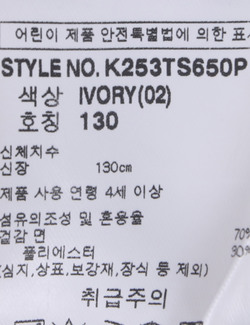 어린이 제품 안전특별법에 의한 표시
STYLE NO. K253TS650P
색상 IVORY(02)
호칭 130
신체치수
신장 130cm
제품 사용 연령 4세 이상
섬유의조성 및 혼용율
겉감 면 70%
폴리에스터 30%
(심지,상표,보강재,장식 등 제외)
취급주의